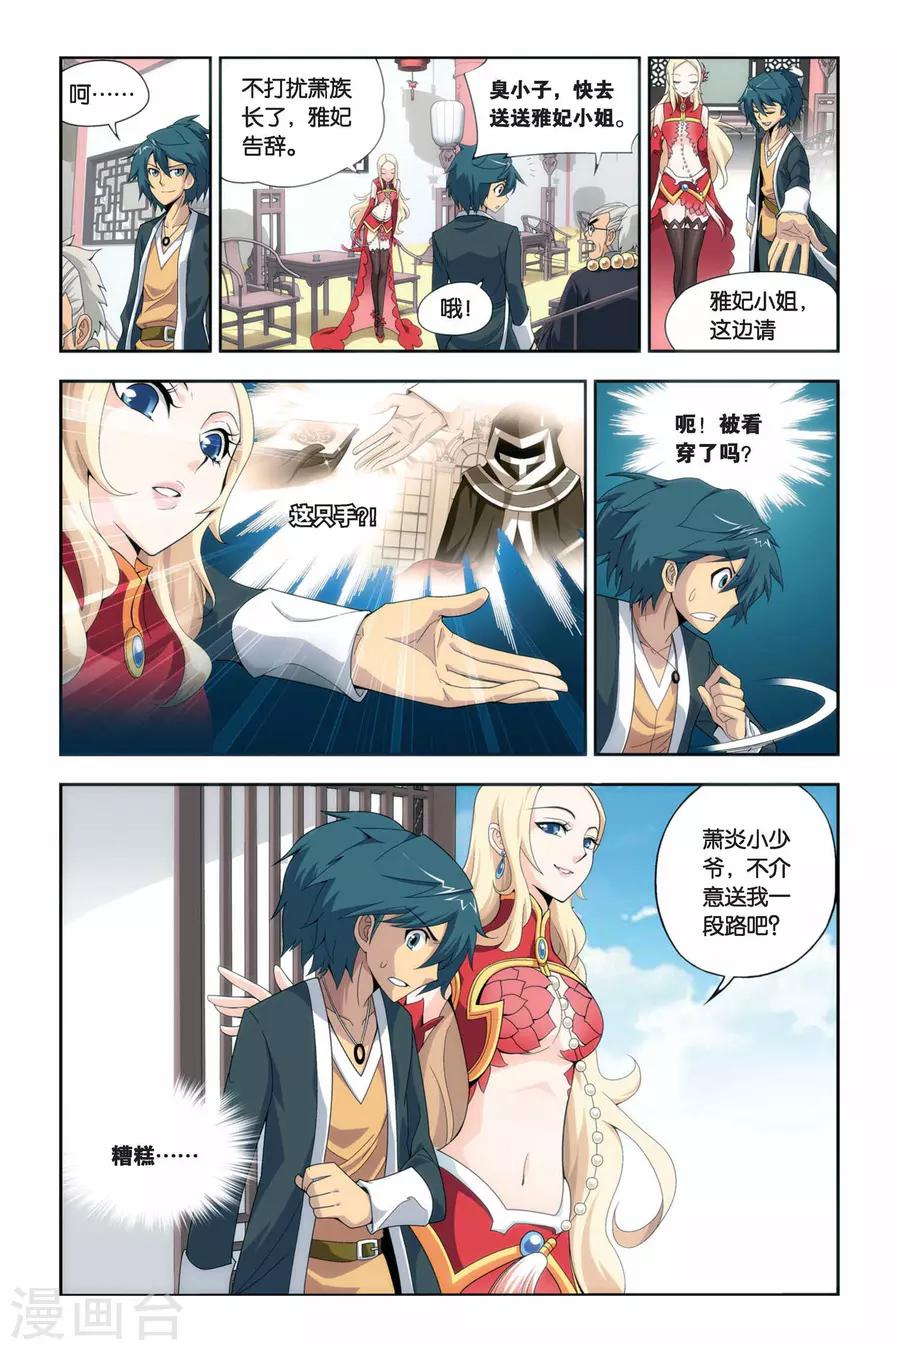 呵……
不打扰萧族
长了，雅妃
告辞。
臭小子，快去
送送雅妃小姐。
哦！
雅妃小姐，
这边请
这只手?!
呃！被看
穿了吗？
萧炎小少
爷，不介
意送我一
段路吧？
糟糕……
漫画台